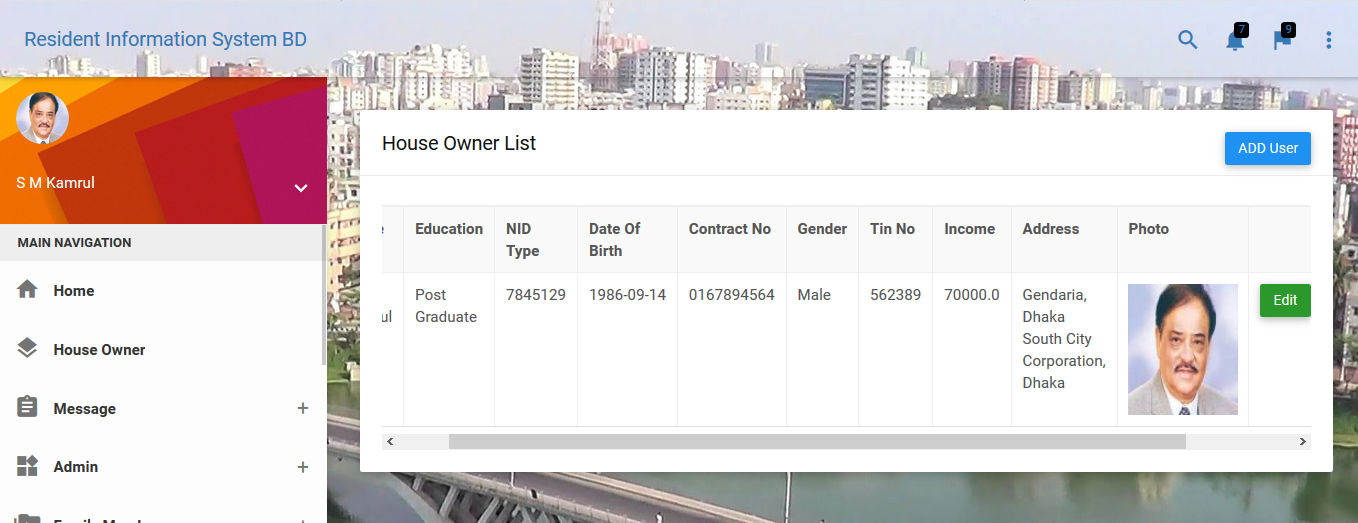 Resident Information System BD
7
9
S M Kamrul
MAIN NAVIGATION
Home
House Owner
Message +
Admin +
House Owner List
ADD User
Education NID Type Date Of Birth Contract No Gender Tin No Income Address Photo
Post Graduate 7845129 1986-09-14 0167894564 Male 562389 70000.0 Gendaria, Dhaka South City Corporation, Dhaka Edit
ul